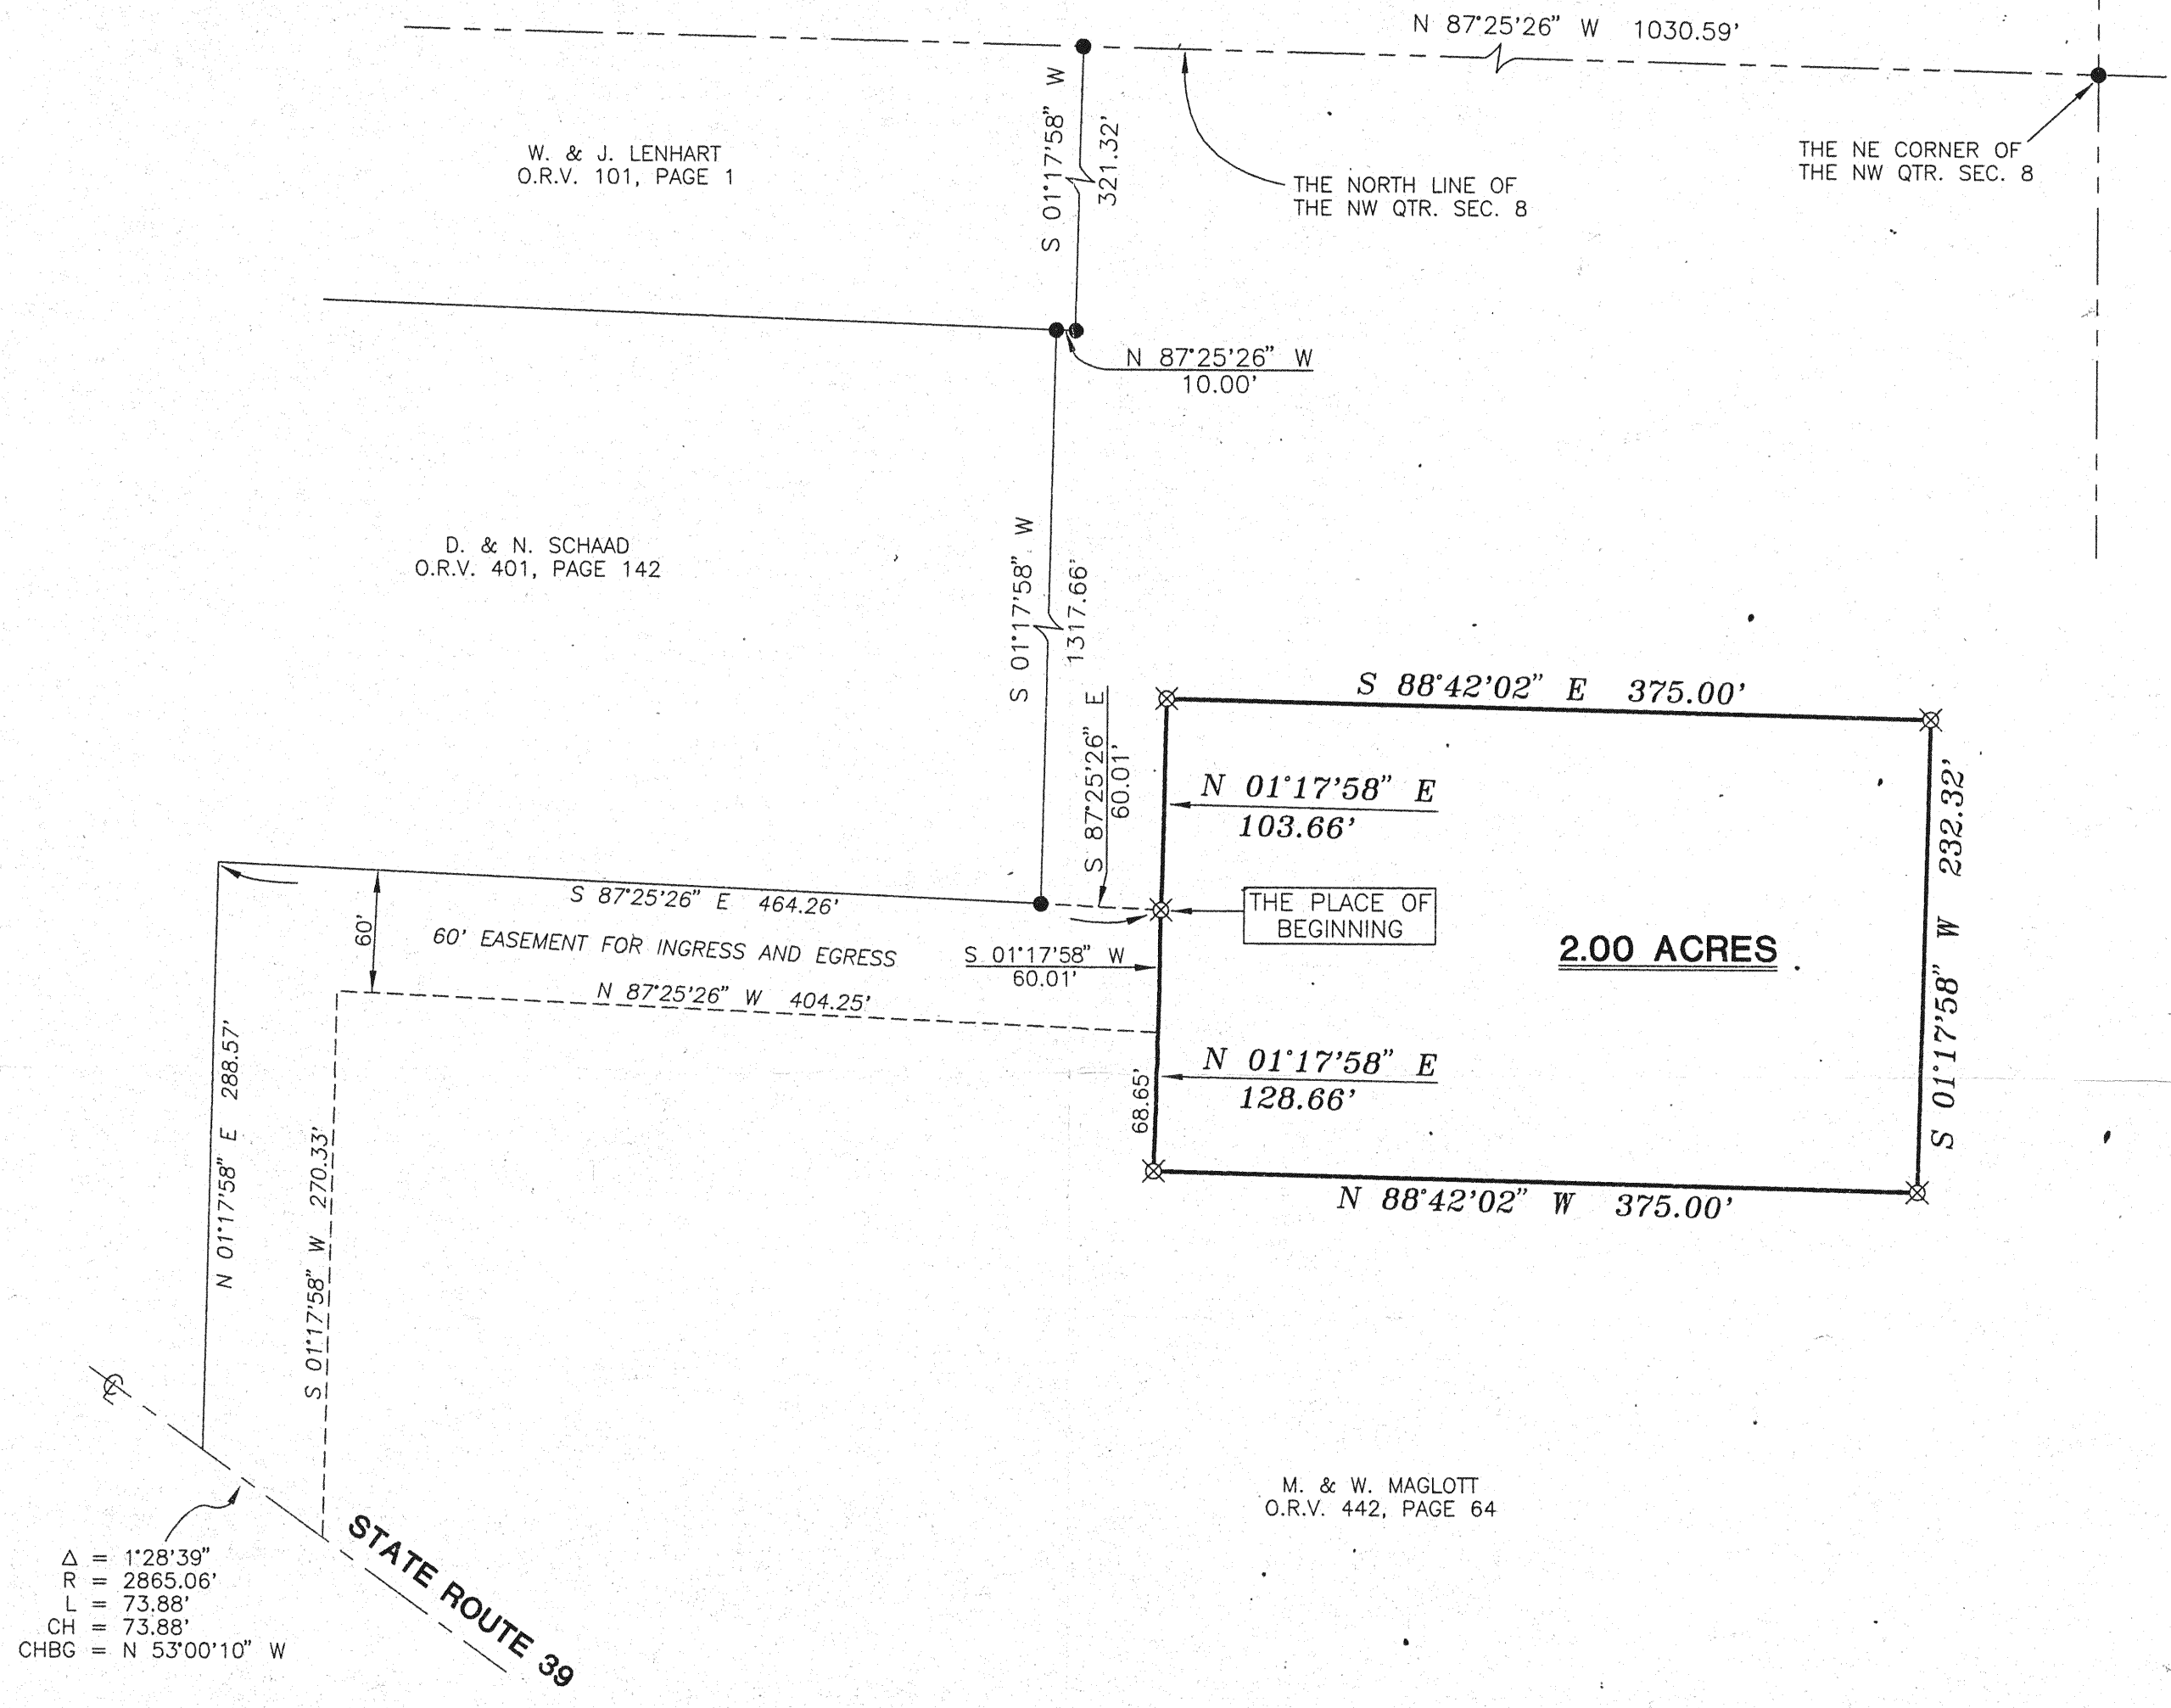 N 87°25'26" W 1030.59'
S 01°17'58" W
321.32'
W. & J. LENHART
O.R.V. 101, PAGE 1
THE NORTH LINE OF
THE NW QTR. SEC. 8
THE NE CORNER OF
THE NW QTR. SEC. 8
N 87°25'26" W
10.00'
D. & N. SCHAAD
O.R.V. 401, PAGE 142
S 01°17'58" W
1317.66'
S 87°25'26" E
60.01'
S 88°42'02" E 375.00'
N 01°17'58" E
103.66'
S 01°17'58" W 232.32'
THE PLACE OF
BEGINNING
2.00 ACRES
S 87°25'26" E 464.26'
60'
60' EASEMENT FOR INGRESS AND EGRESS
S 01°17'58" W
60.01'
N 87°25'26" W 404.25'
N 01°17'58" E
128.66'
68.65'
N 88°42'02" W 375.00'
N 01°17'58" E 288.57'
S 01°17'58" W 270.33'
M. & W. MAGLOTT
O.R.V. 442, PAGE 64
STATE ROUTE 39
Δ = 1°28'39"
R = 2865.06'
L = 73.88'
CH = 73.88'
CHBG = N 53°00'10" W